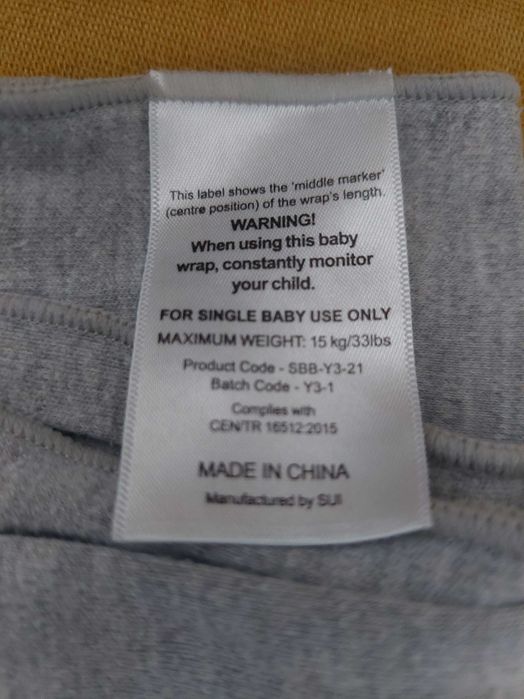 This label shows the 'middle marker'
(centre position) of the wrap's length.
WARNING!
When using this baby
wrap, constantly monitor
your child.
FOR SINGLE BABY USE ONLY
MAXIMUM WEIGHT: 15 kg/33lbs
Product Code - SBB-Y3-21
Batch Code - Y3-1
Complies with
CEN/TR 16512:2015
MADE IN CHINA
Manufactured by SIJI